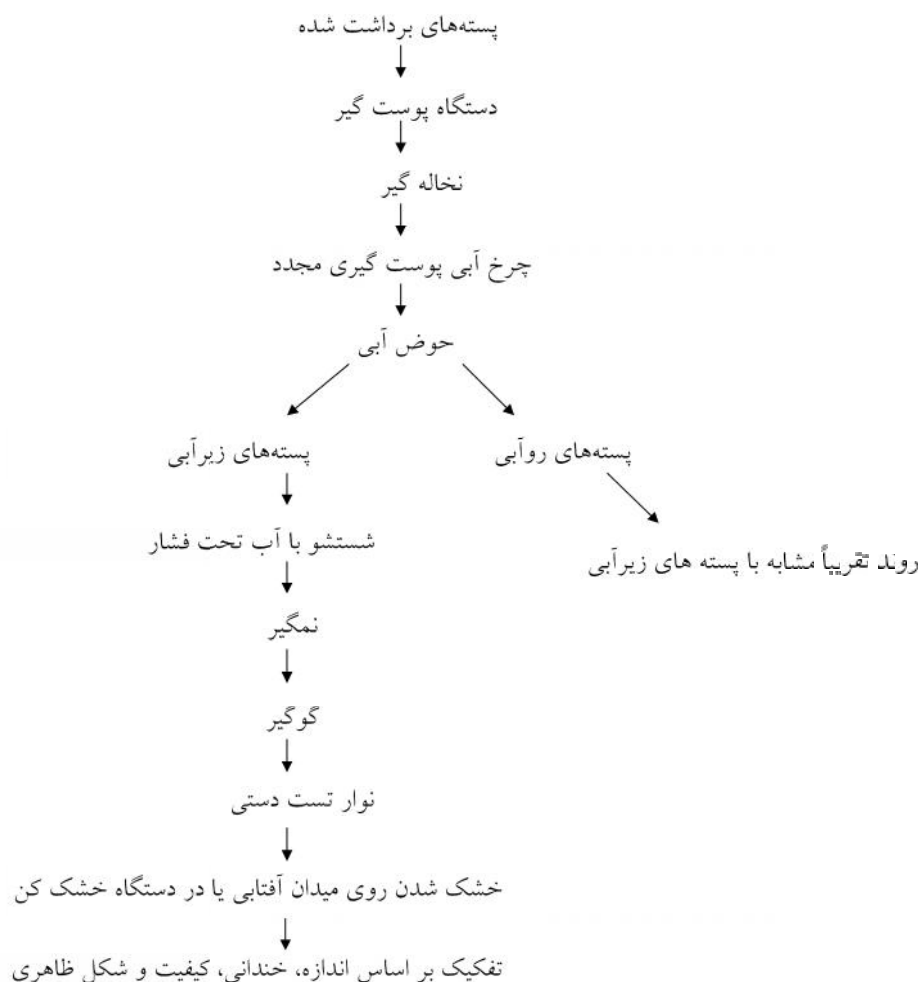 پسته‌های برداشت شده
دستگاه پوست گیر
نخاله گیر
چرخ آبی پوست گیری مجدد
حوض آبی
پسته‌های روآبی
پسته‌های زیرآبی
شستشو با آب تحت فشار
روند تقریباً مشابه با پسته های زیرآبی
نمگیر
گوگیر
نوار تست دستی
خشک شدن روی میدان آفتابی یا در دستگاه خشک کن
تفکیک بر اساس اندازه، خندانی، کیفیت و شکل ظاهری